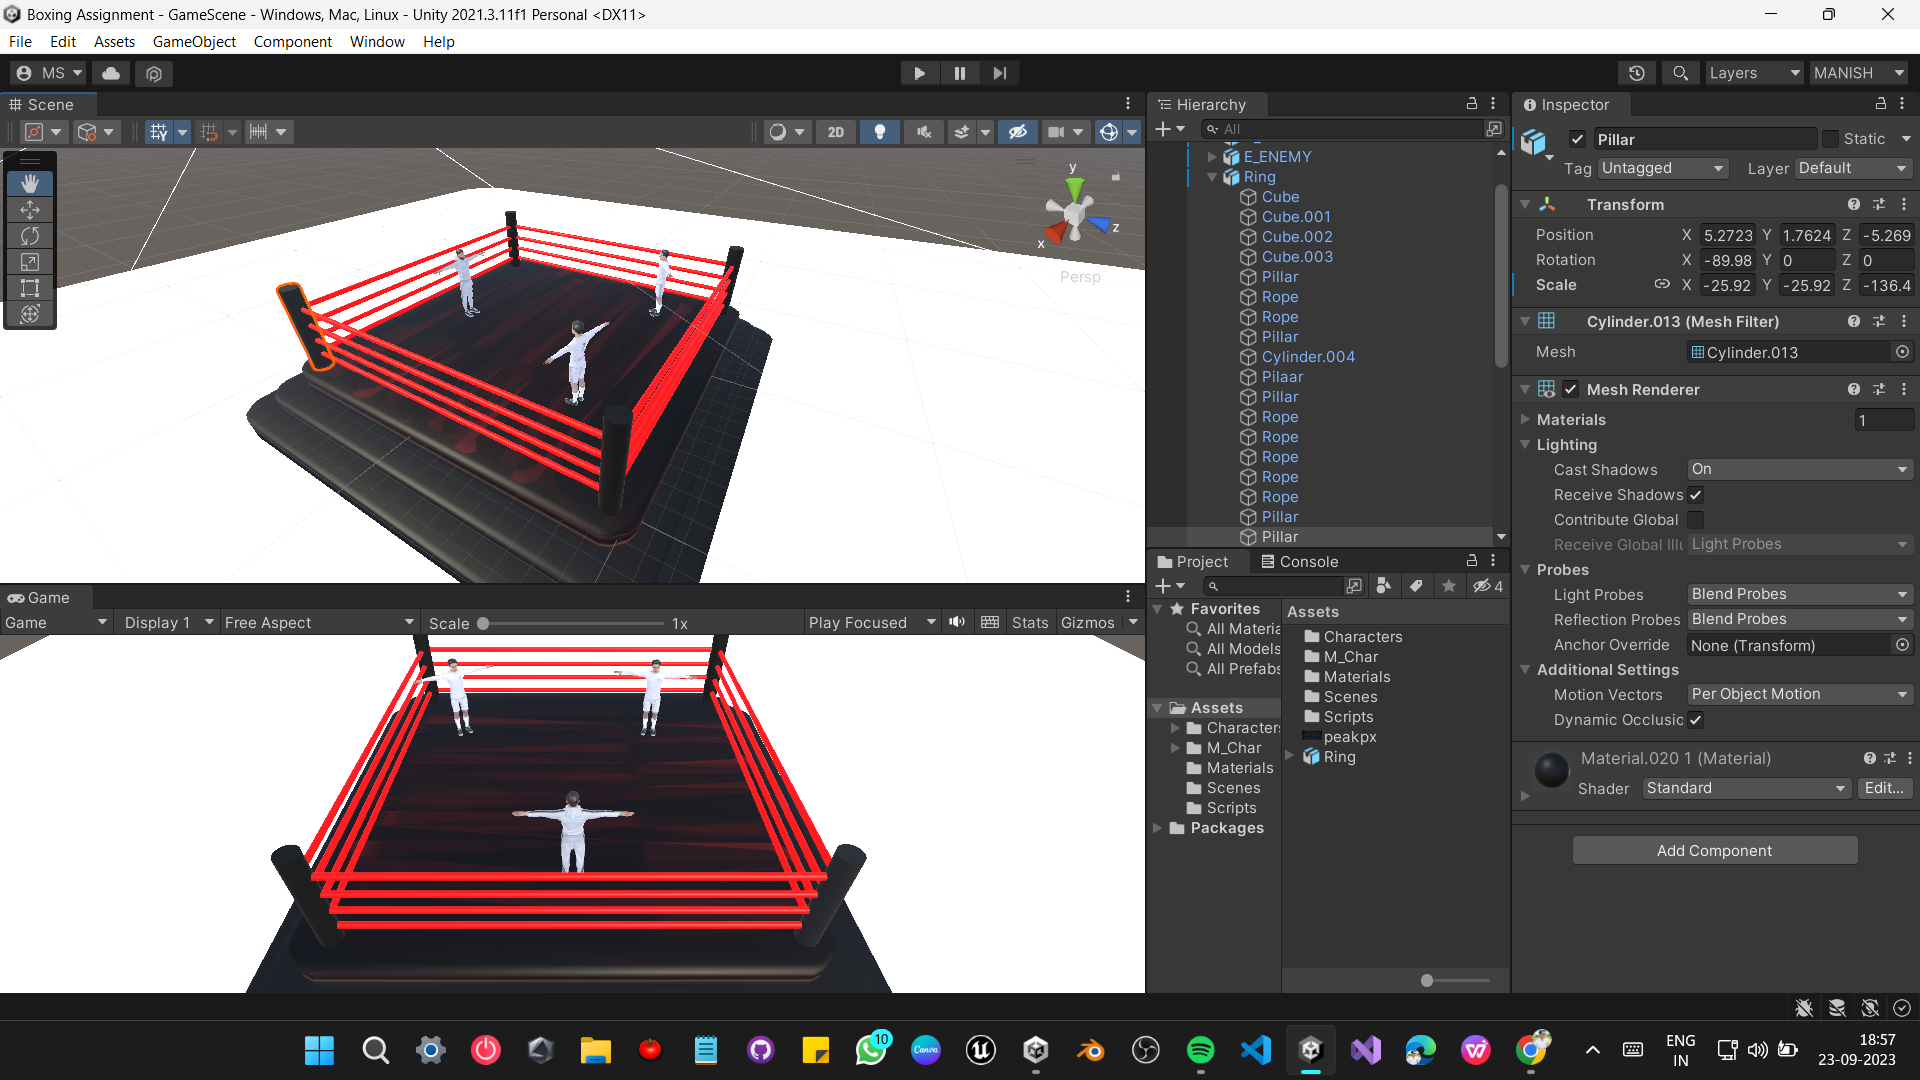 Boxing Assignment - GameScene - Windows, Mac, Linux - Unity 2021.3.11f1 Personal <DX11>
File Edit Assets GameObject Component Window Help
MS
Layers MANISH
Scene
2D
y
x
z
Persp
Game
Game Display 1 Free Aspect Scale 1x Play Focused Stats Gizmos
Hierarchy
All
E_ENEMY
Ring
Cube
Cube.001
Cube.002
Cube.003
Pillar
Rope
Rope
Pillar
Cylinder.004
Pilaar
Pillar
Rope
Rope
Rope
Rope
Rope
Pillar
Pillar
Project Console
4
Favorites
All Materia
All Models
All Prefabs
Assets
Characters
M_Char
Materials
Scenes
Scripts
Packages
Assets
Characters
M_Char
Materials
Scenes
Scripts
peakpx
Ring
Inspector
Pillar Static
Tag Untagged Layer Default
Transform
Position X 5.2723 Y 1.7624 Z -5.269
Rotation X -89.98 Y 0 Z 0
Scale X -25.92 Y -25.92 Z -136.4
Cylinder.013 (Mesh Filter)
Mesh Cylinder.013
Mesh Renderer
Materials 1
Lighting
Cast Shadows On
Receive Shadows
Contribute Global
Receive Global Illu Light Probes
Probes
Light Probes Blend Probes
Reflection Probes Blend Probes
Anchor Override None (Transform)
Additional Settings
Motion Vectors Per Object Motion
Dynamic Occlusic
Material.020 1 (Material)
Shader Standard Edit...
Add Component
10
Canva
ENG
IN
18:57
23-09-2023